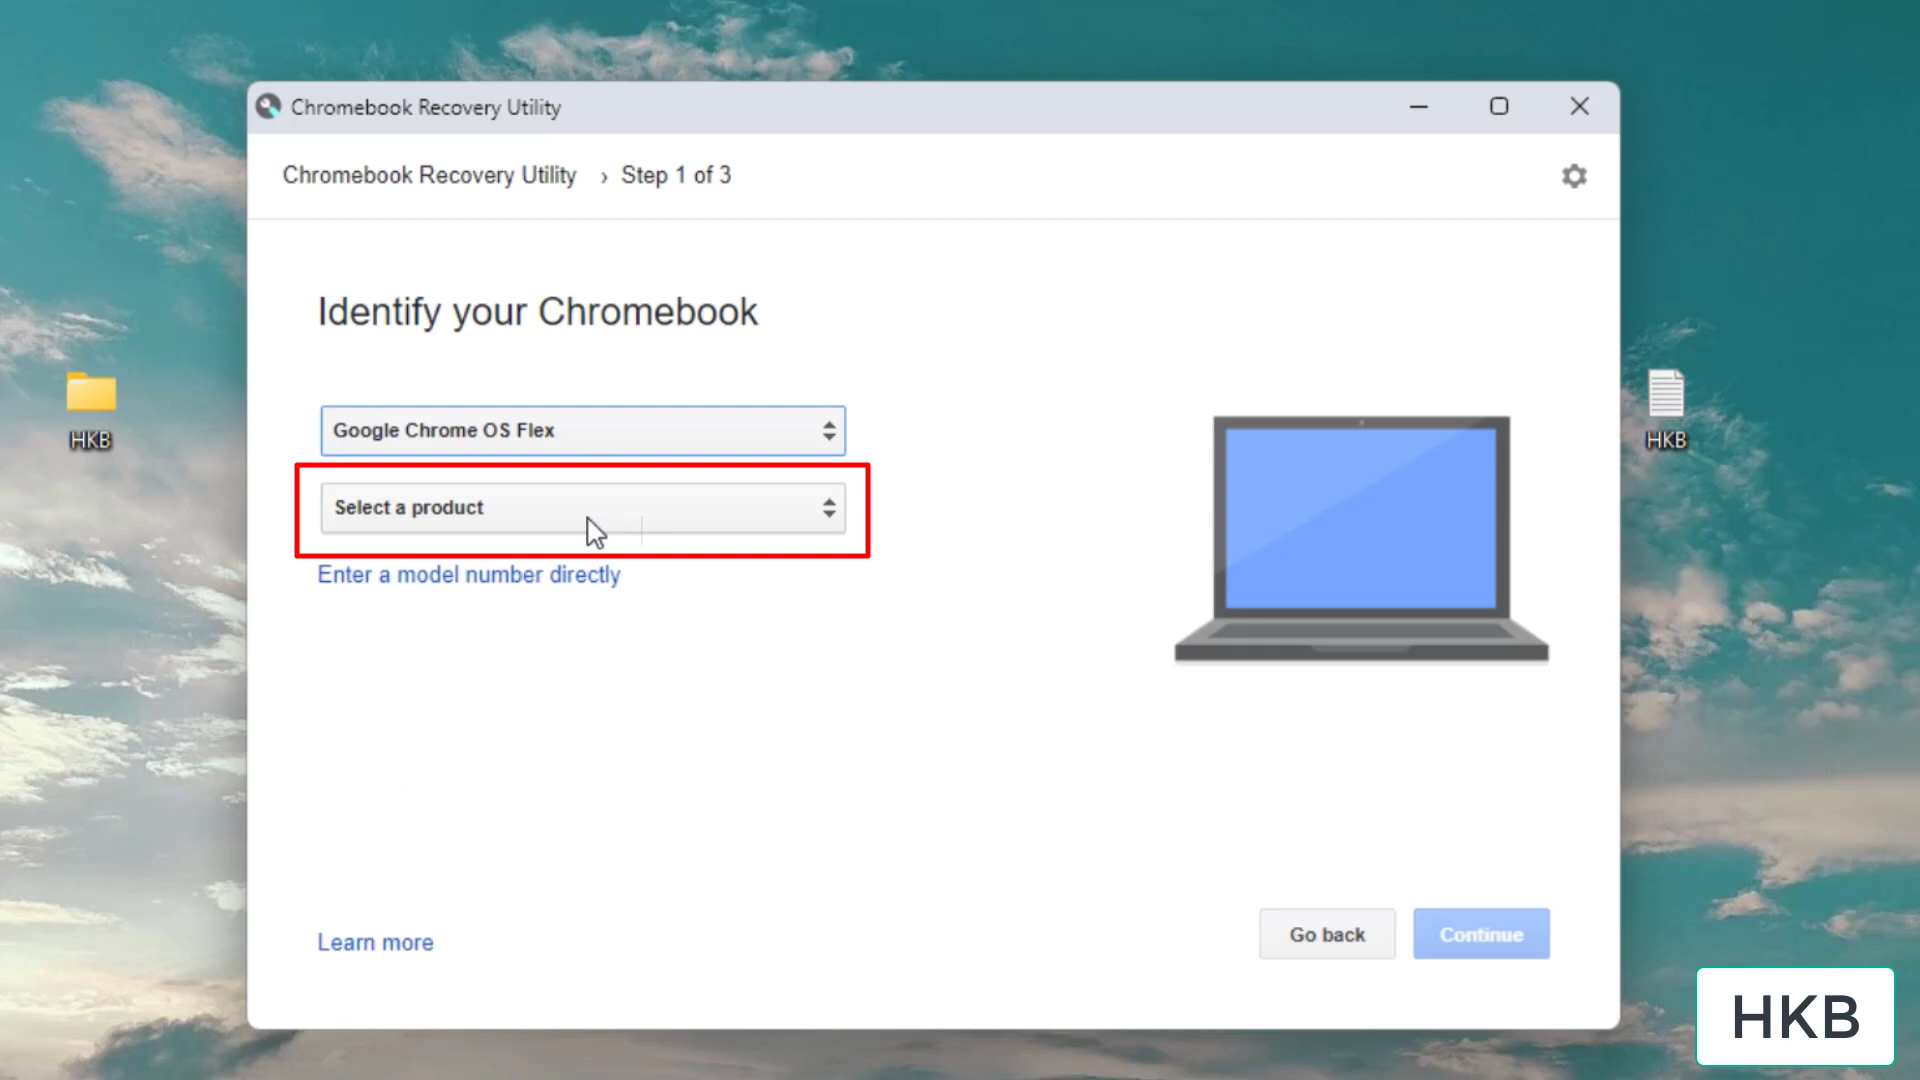 Chromebook Recovery Utility
Chromebook Recovery Utility › Step 1 of 3
Identify your Chromebook
Google Chrome OS Flex
Select a product
Enter a model number directly
HKB
HKB
Learn more
Go back
Continue
HKB